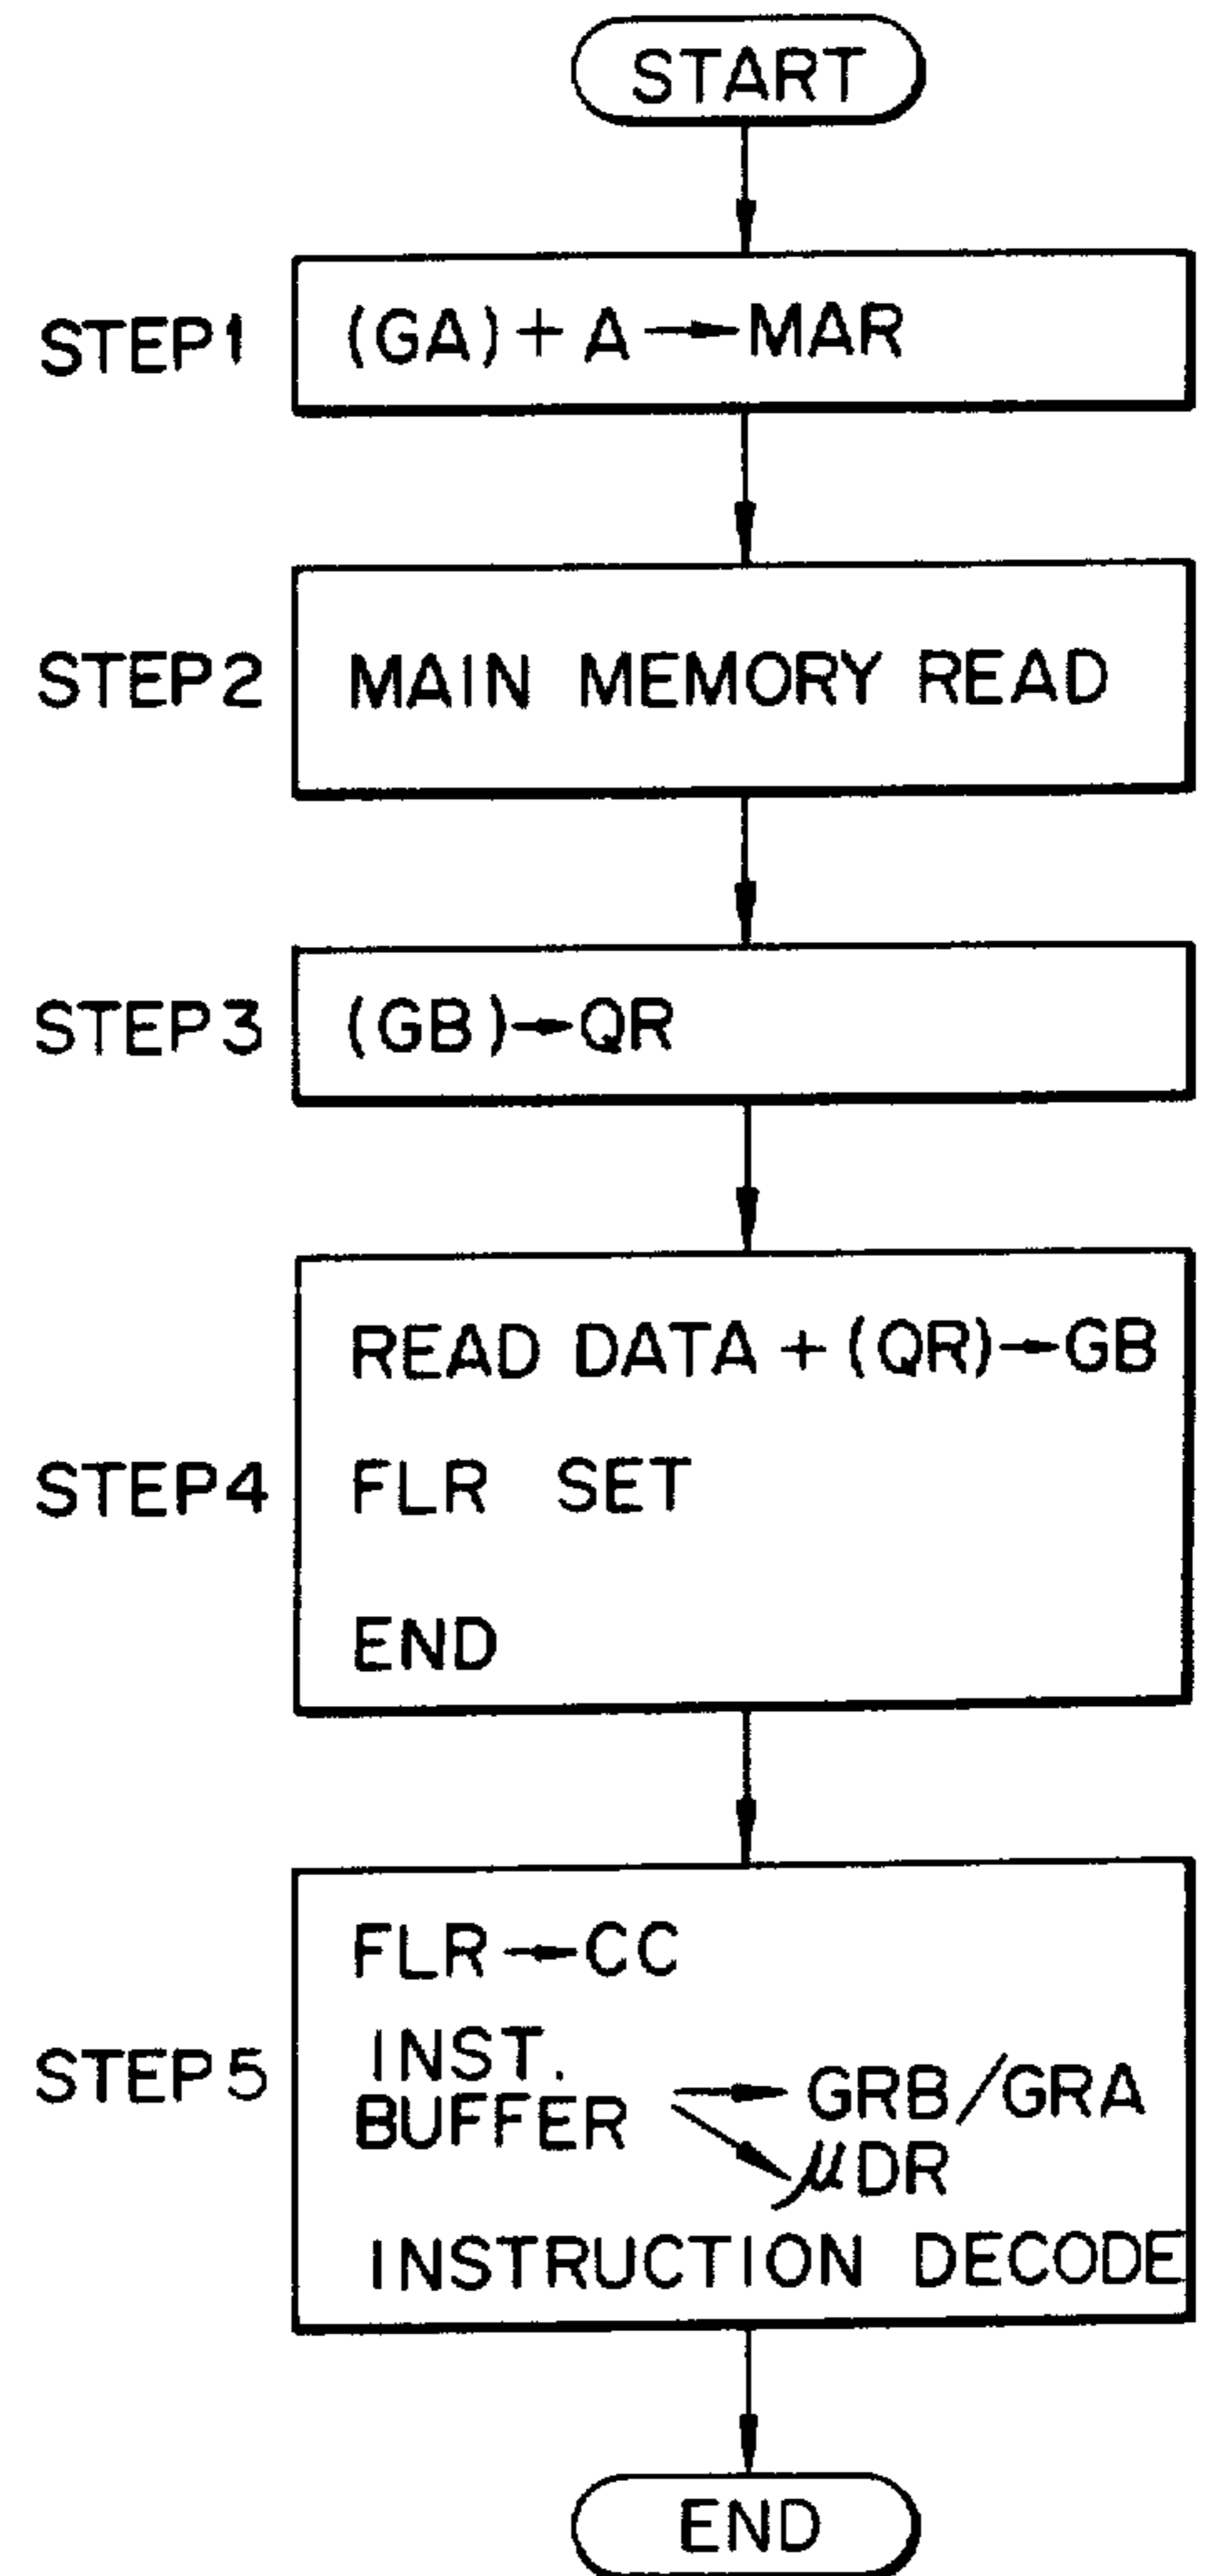 START
STEP1
(GA) + A → MAR
STEP2
MAIN MEMORY READ
STEP3
(GB) → QR
STEP4
READ DATA + (QR) → GB
FLR SET
END
STEP5
FLR → CC
INST.
BUFFER → GRB/GRA
μDR
INSTRUCTION DECODE
END